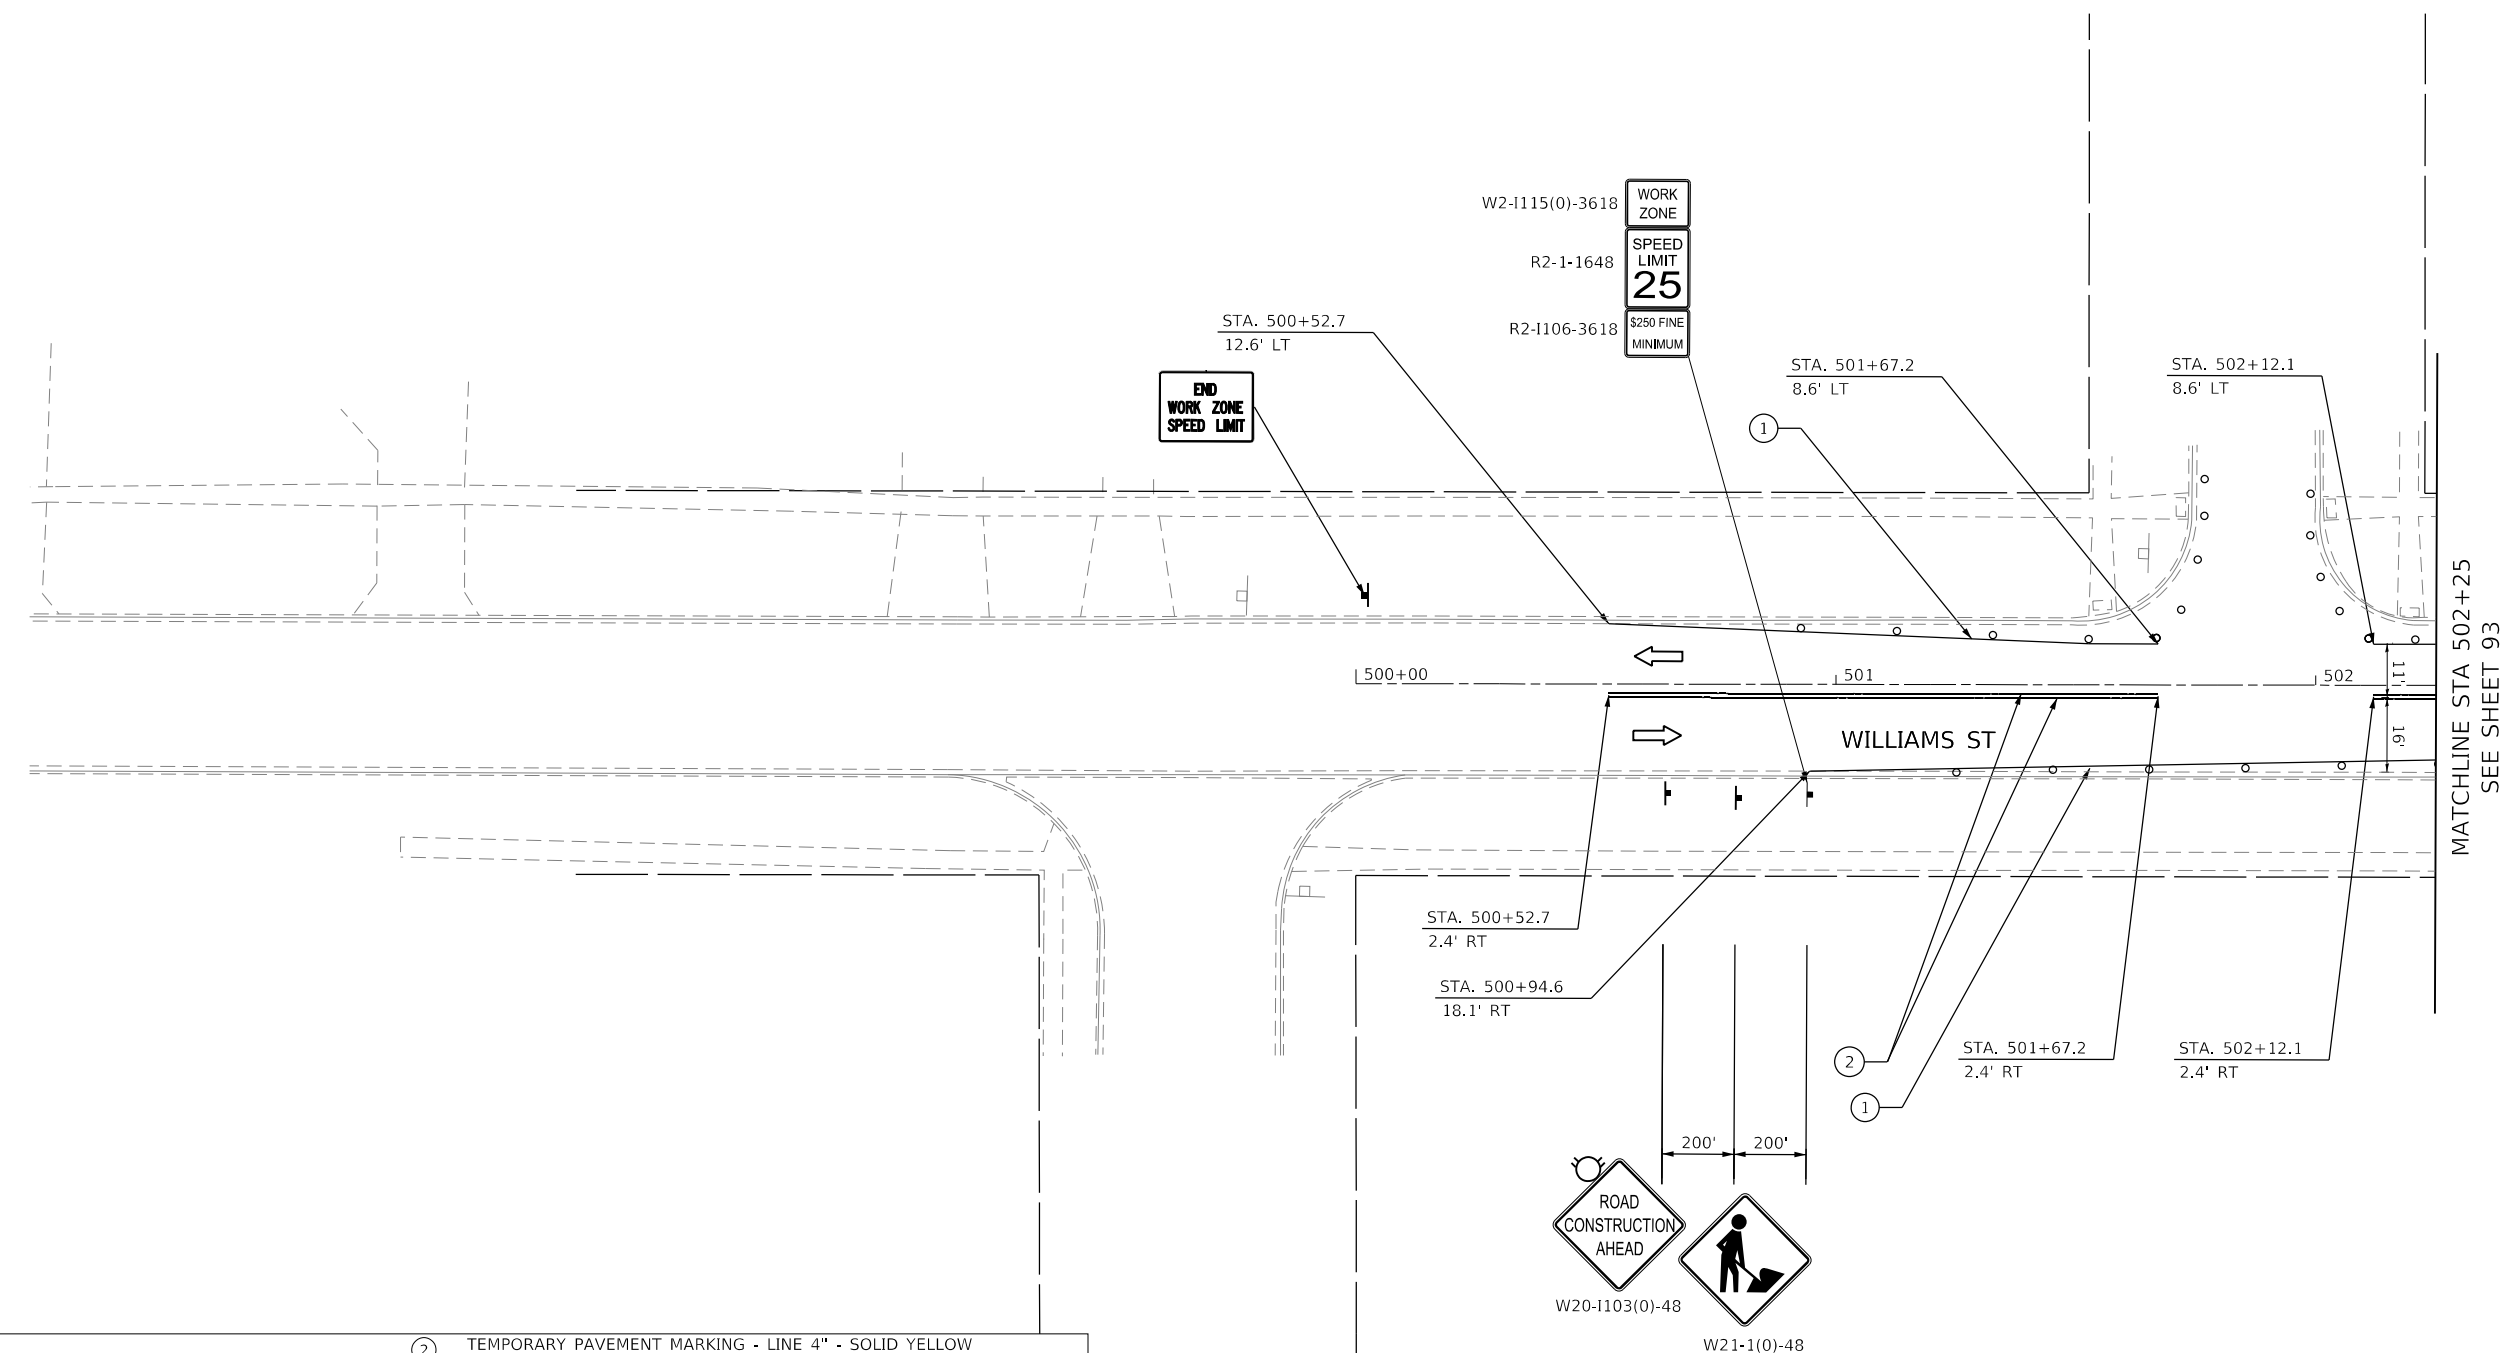 W2-I115(0)-3618
WORK
ZONE
R2-1-1648
SPEED
LIMIT
25
R2-I106-3618
$250 FINE
MINIMUM
STA. 500+52.7
12.6' LT
END
WORK ZONE
SPEED LIMIT
STA. 501+67.2
8.6' LT
1
STA. 502+12.1
8.6' LT
500+00
501
502
11'
16'
WILLIAMS ST
MATCHLINE STA 502+25
SEE SHEET 93
STA. 500+52.7
2.4' RT
STA. 500+94.6
18.1' RT
2
1
STA. 501+67.2
2.4' RT
STA. 502+12.1
2.4' RT
200'
200'
ROAD
CONSTRUCTION
AHEAD
W20-I103(0)-48
W21-1(0)-48
2 TEMPORARY PAVEMENT MARKING - LINE 4" - SOLID YELLOW